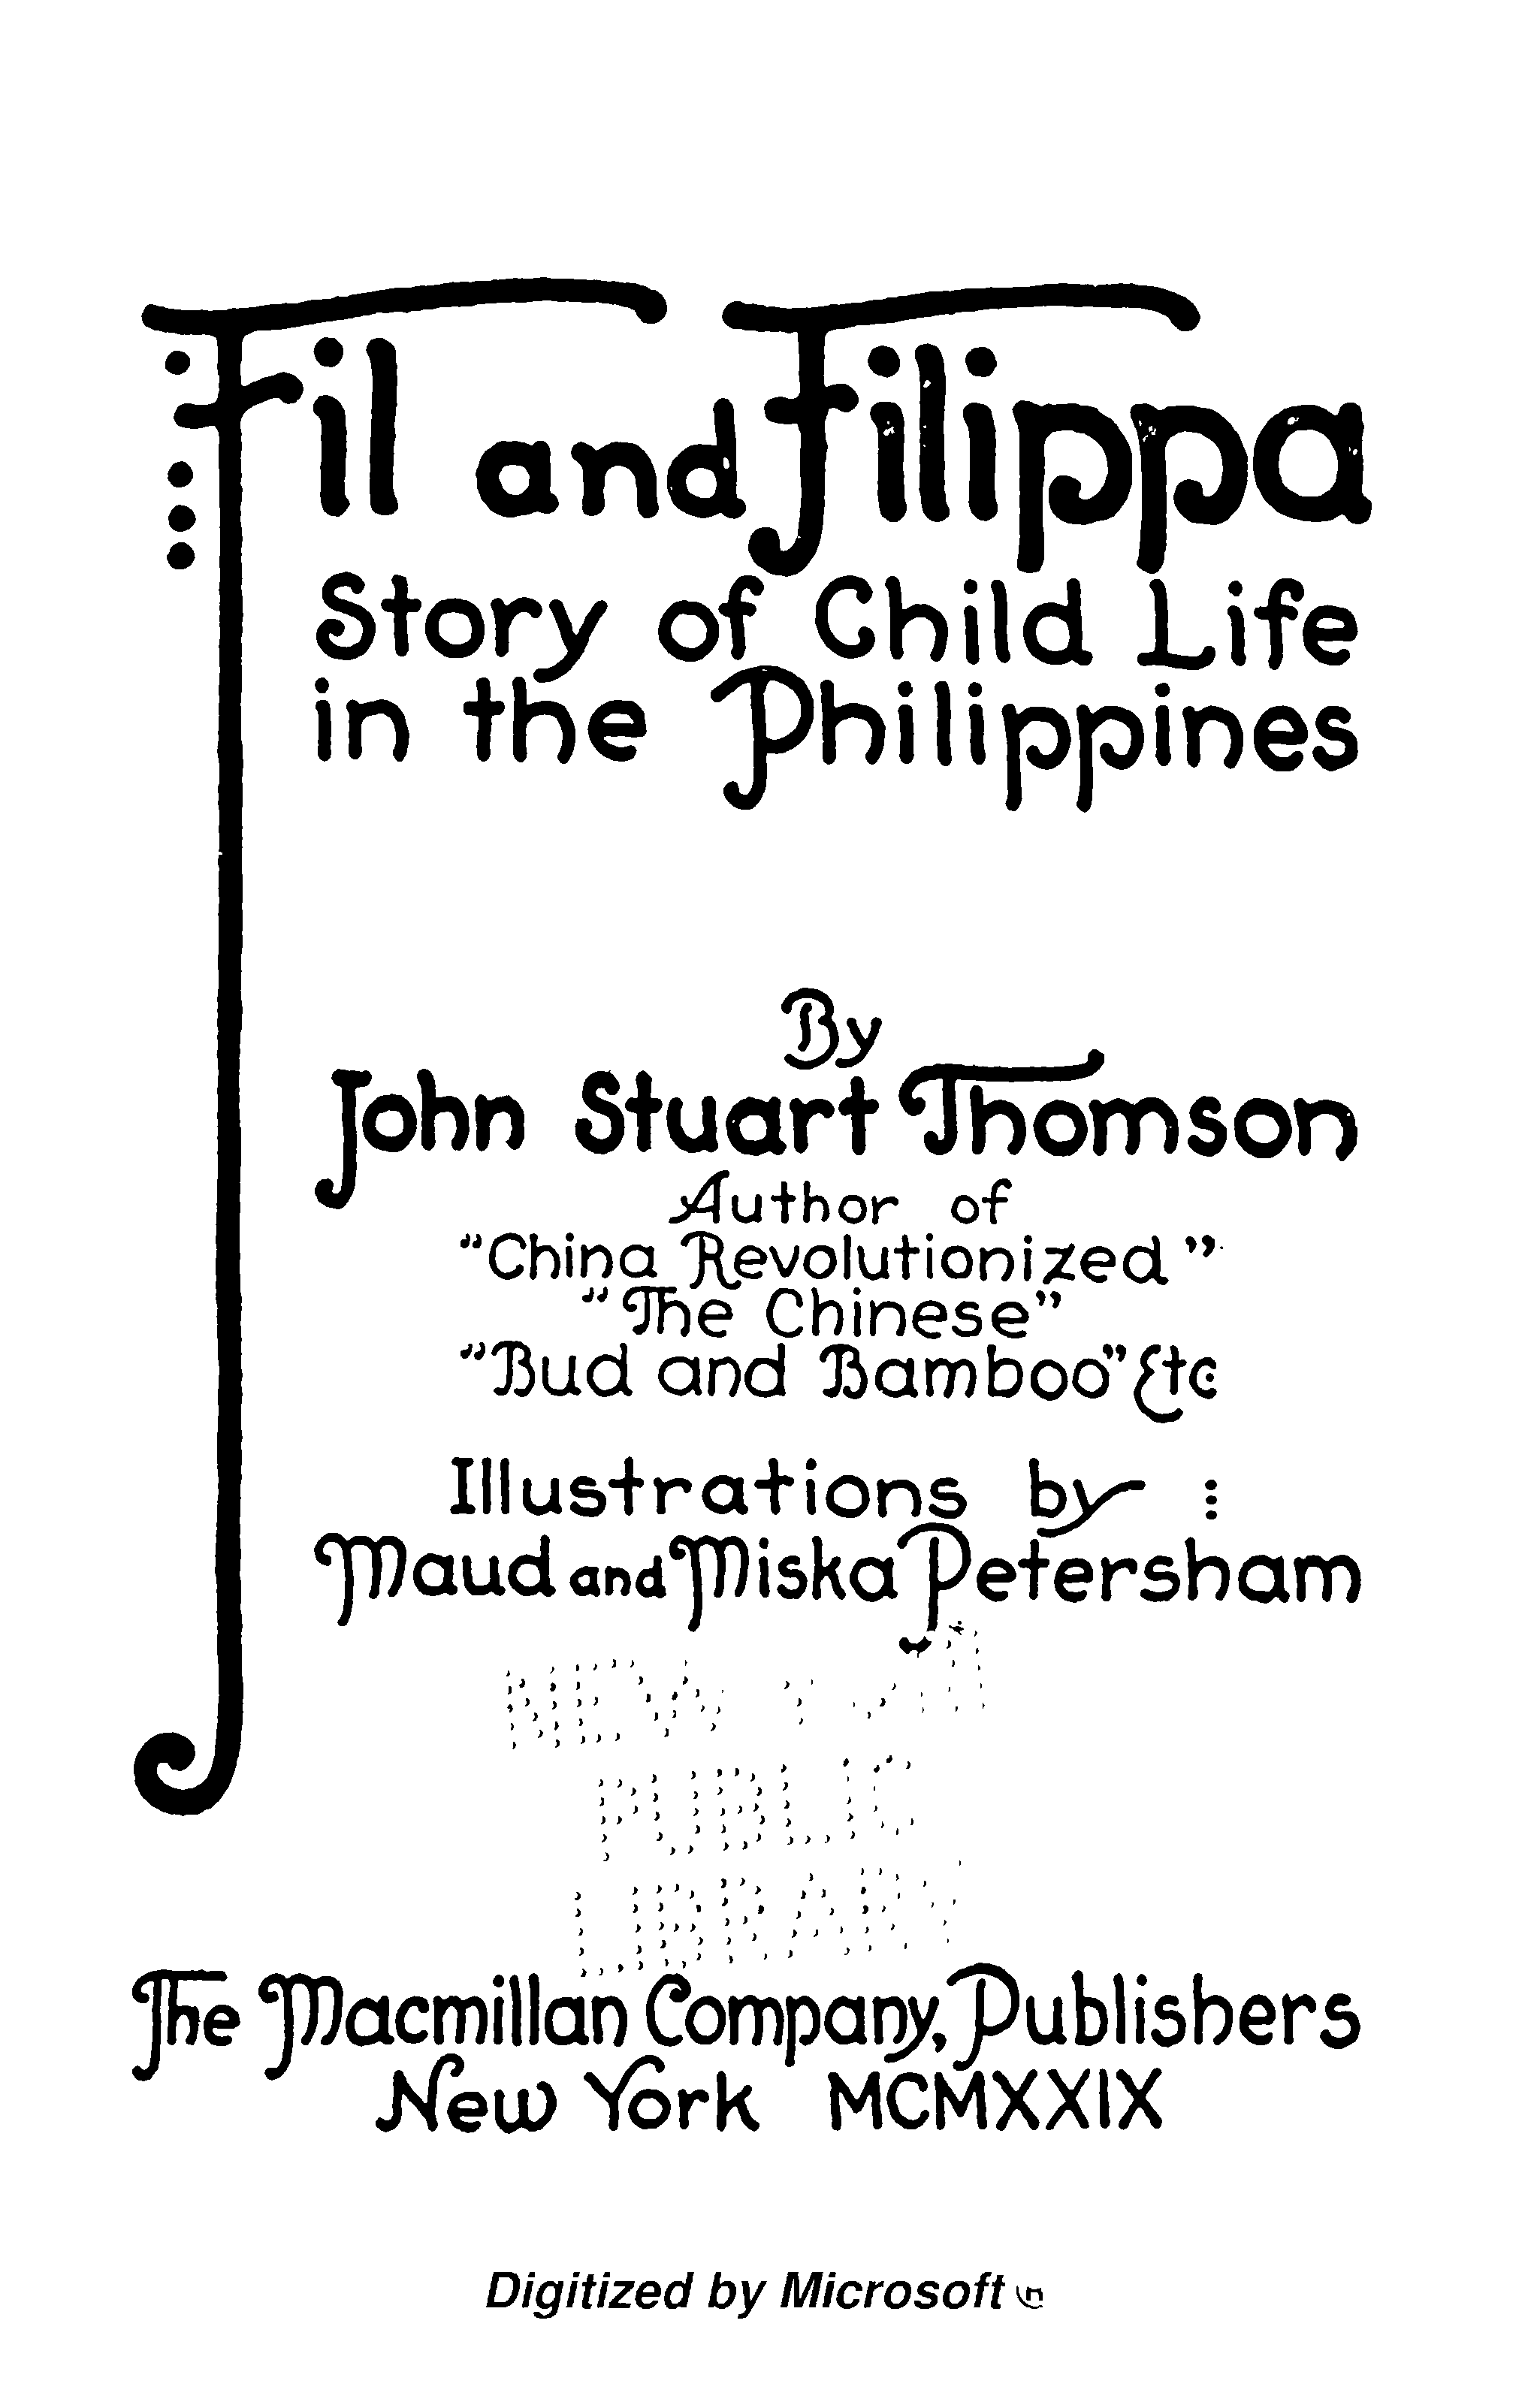 Fil and Filippa
Story of Child Life
in the Philippines
By
John Stuart Thomson
Author of
"China Revolutionized"
"The Chinese"
"Bud and Bamboo" Etc
Illustrations by
Maud and Miska Petersham
NEW
PUBLIC
LIBRARY
The Macmillan Company, Publishers
New York MCMXXIX
Digitized by Microsoft